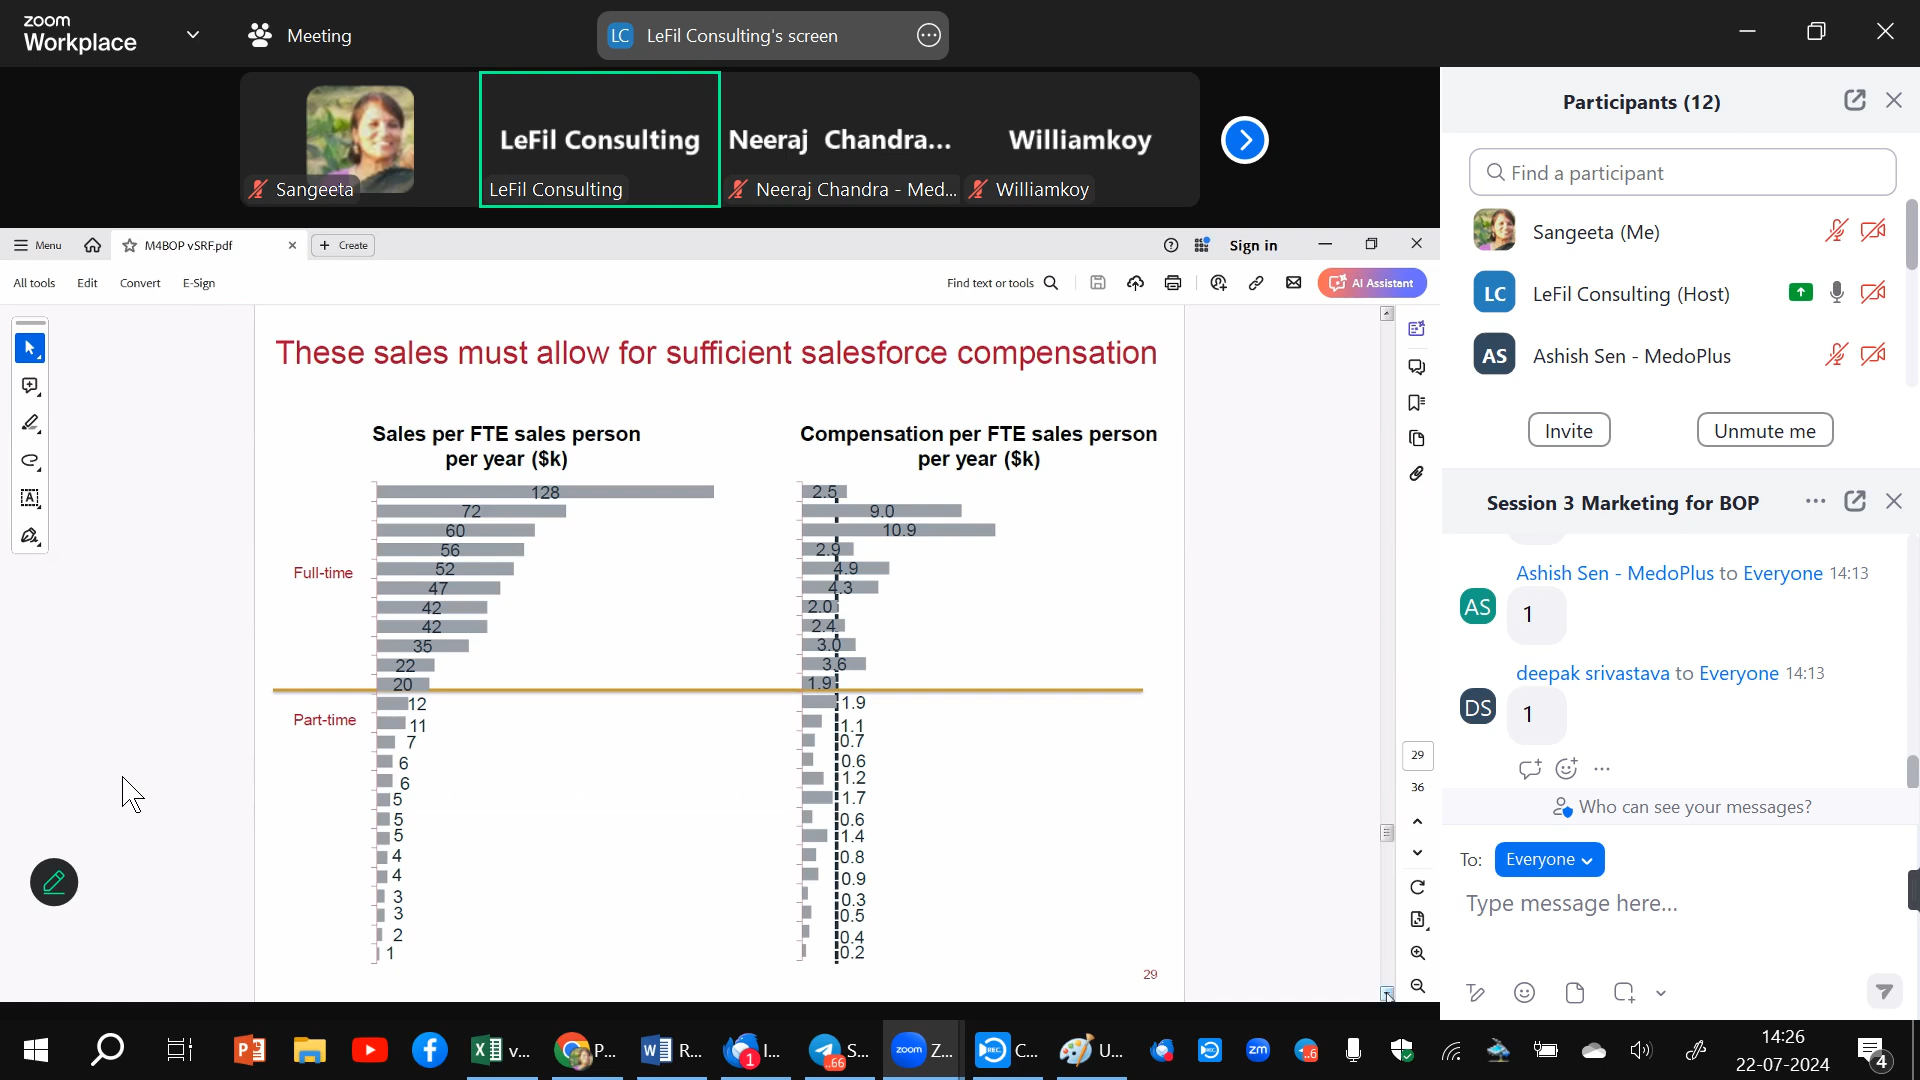 zoom
Workplace
Meeting
LC LeFil Consulting's screen
Sangeeta
LeFil Consulting
LeFil Consulting
Neeraj Chandra...
Neeraj Chandra - Med...
Williamkoy
Williamkoy
Menu
M4BOP vSRF.pdf
Create
Sign in
All tools
Edit
Convert
E-Sign
Find text or tools
AI Assistant
These sales must allow for sufficient salesforce compensation
Sales per FTE sales person
per year ($k)
Full-time
128
72
60
56
52
47
42
42
35
22
20
Part-time
12
11
7
6
6
5
5
5
4
4
3
3
2
1
Compensation per FTE sales person
per year ($k)
2.5
9.0
10.9
2.9
4.9
4.3
2.0
2.4
3.0
3.6
1.9
1.9
1.1
0.7
0.6
1.2
1.7
0.6
1.4
0.8
0.9
0.3
0.5
0.4
0.2
29
29
36
Participants (12)
Find a participant
Sangeeta (Me)
LC LeFil Consulting (Host)
AS Ashish Sen - MedoPlus
Invite
Unmute me
Session 3 Marketing for BOP
Ashish Sen - MedoPlus to Everyone 14:13
AS 1
deepak srivastava to Everyone 14:13
DS 1
Who can see your messages?
To: Everyone
Type message here...
v...
P...
R...
1
I...
.66
S...
zoom
Z...
REC
C...
U...
REC
zm
..6
14:26
22-07-2024
4